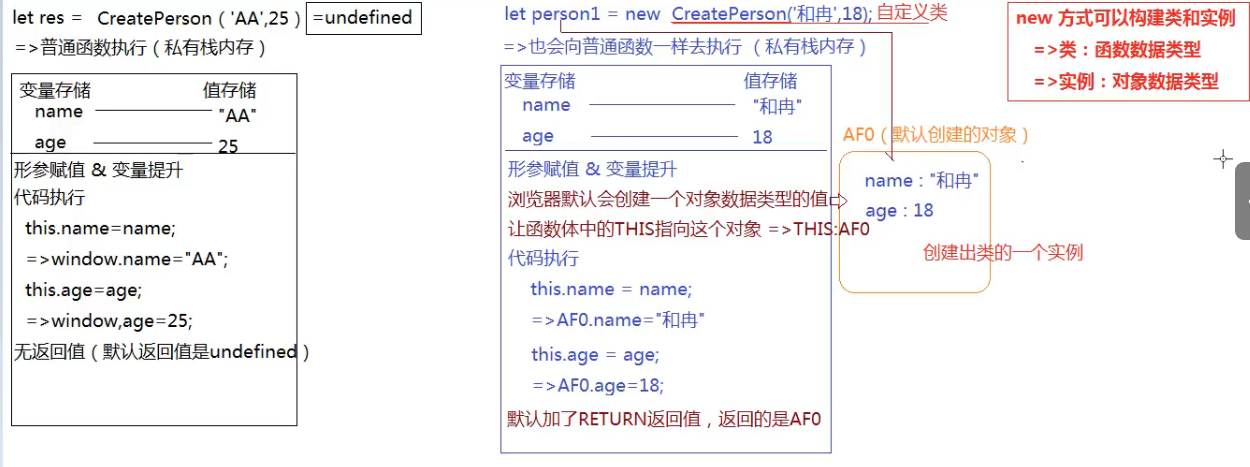 let res = CreatePerson（'AA',25） =undefined
=>普通函数执行（私有栈内存）
变量存储 值存储
name "AA"
age 25
形参赋值 & 变量提升
代码执行
this.name=name;
=>window.name="AA";
this.age=age;
=>window,age=25;
无返回值（默认返回值是undefined）
let person1 = new CreatePerson('和冉',18); 自定义类
=>也会向普通函数一样去执行 （私有栈内存）
变量存储 值存储
name "和冉"
age 18
形参赋值 & 变量提升
浏览器默认会创建一个对象数据类型的值
让函数体中的THIS指向这个对象 =>THIS:AF0
代码执行
this.name = name;
=>AF0.name="和冉"
this.age = age;
=>AF0.age=18;
默认加了RETURN返回值，返回的是AF0
AF0（默认创建的对象）
name : "和冉"
age : 18
创建出类的一个实例
new 方式可以构建类和实例
=>类：函数数据类型
=>实例：对象数据类型